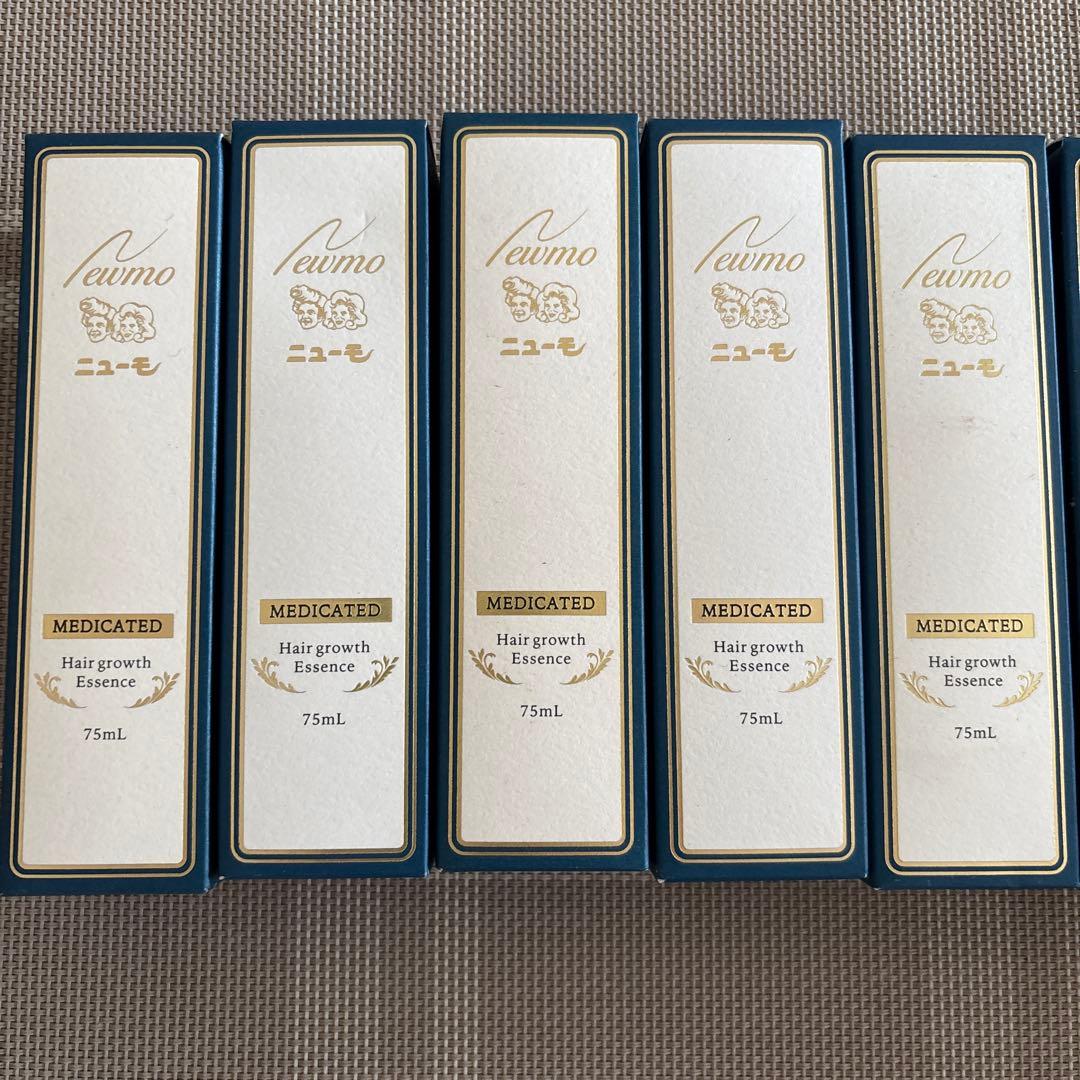 Newmo
ニューモ
MEDICATED
Hair growth
Essence
75mL
Newmo
ニューモ
MEDICATED
Hair growth
Essence
75mL
Newmo
ニューモ
MEDICATED
Hair growth
Essence
75mL
Newmo
ニューモ
MEDICATED
Hair growth
Essence
75mL
Newmo
ニューモ
MEDICATED
Hair growth
Essence
75mL